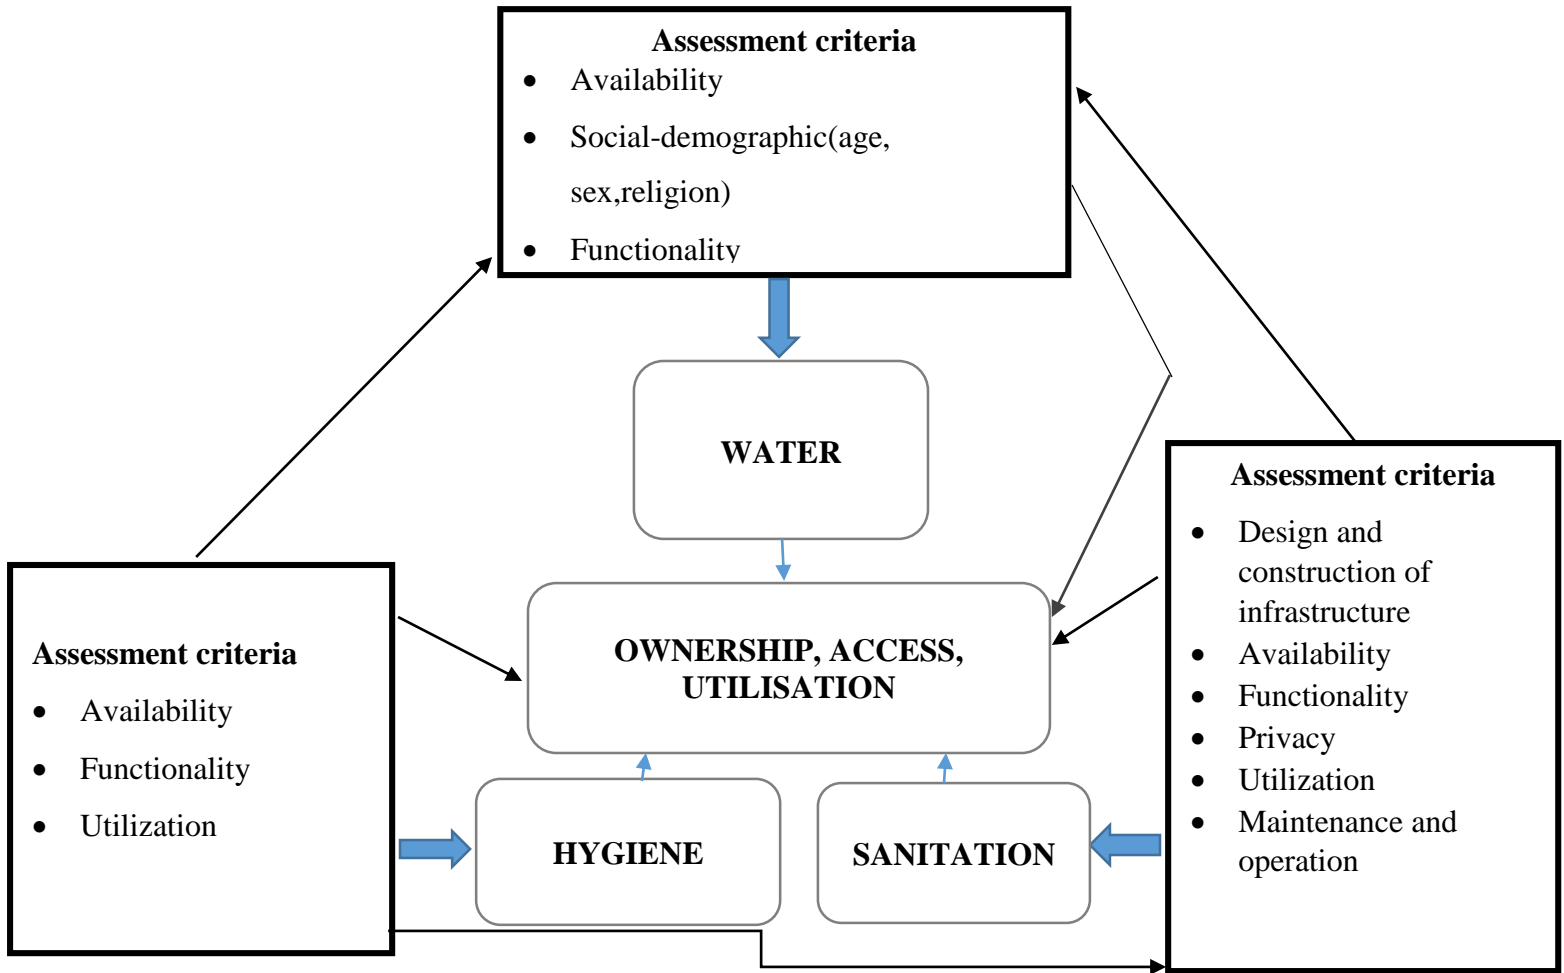 Assessment criteria
• Availability
• Social-demographic(age,
sex,religion)
• Functionality
WATER
Assessment criteria
• Design and
construction of
infrastructure
• Availability
• Functionality
• Privacy
• Utilization
• Maintenance and
operation
OWNERSHIP, ACCESS,
UTILISATION
Assessment criteria
• Availability
• Functionality
• Utilization
HYGIENE
SANITATION